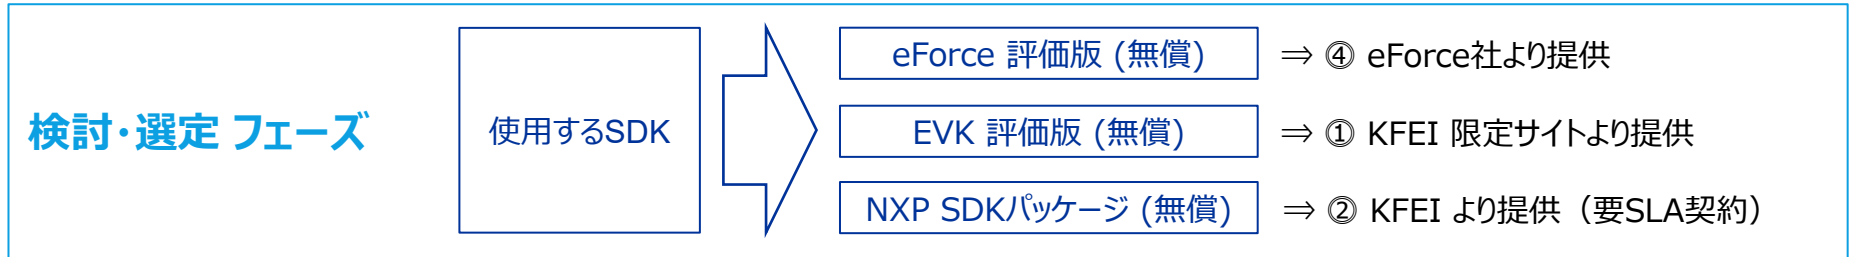 検討・選定 フェーズ
使用するSDK
eForce 評価版 (無償) ⇒ ④ eForce社より提供
EVK 評価版 (無償) ⇒ ① KFEI 限定サイトより提供
NXP SDKパッケージ (無償) ⇒ ② KFEI より提供（要SLA契約）